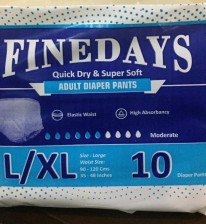 FINEDAYS
Quick Dry & Super Soft
ADULT DIAPER PANTS
Elastic Waist
High Absorbancy
Moderate
L/XL
Size - Large
Waist Size:
90 - 120 Cms
35 - 48 Inches
10
Diaper Pants